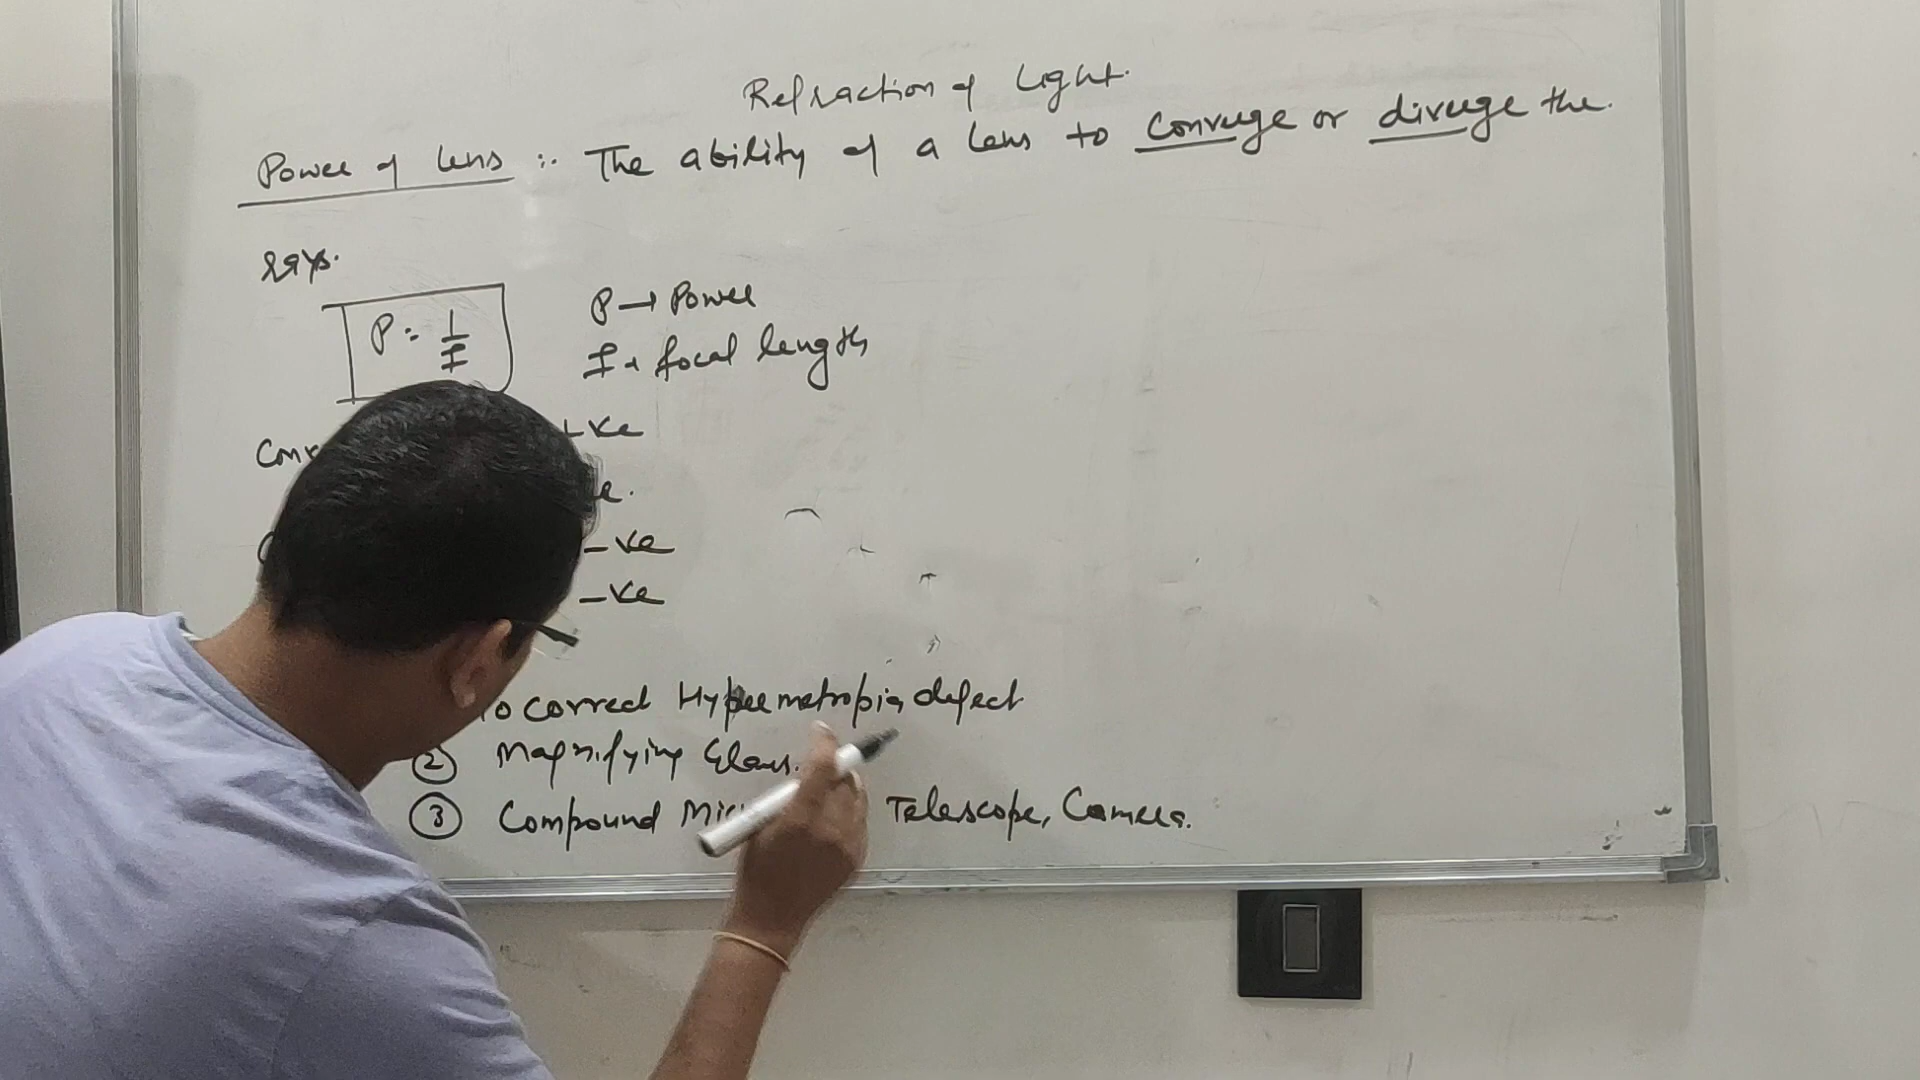 Refraction of Light.
Power of lens :- The ability of a lens to converge or diverge the
rays.
P = 1/f
P → Power
f → focal length
+ve
-ve
-ve
To correct Hypermetropia defect
② Magnifying Glass.
③ Compound Telescope, Camera.